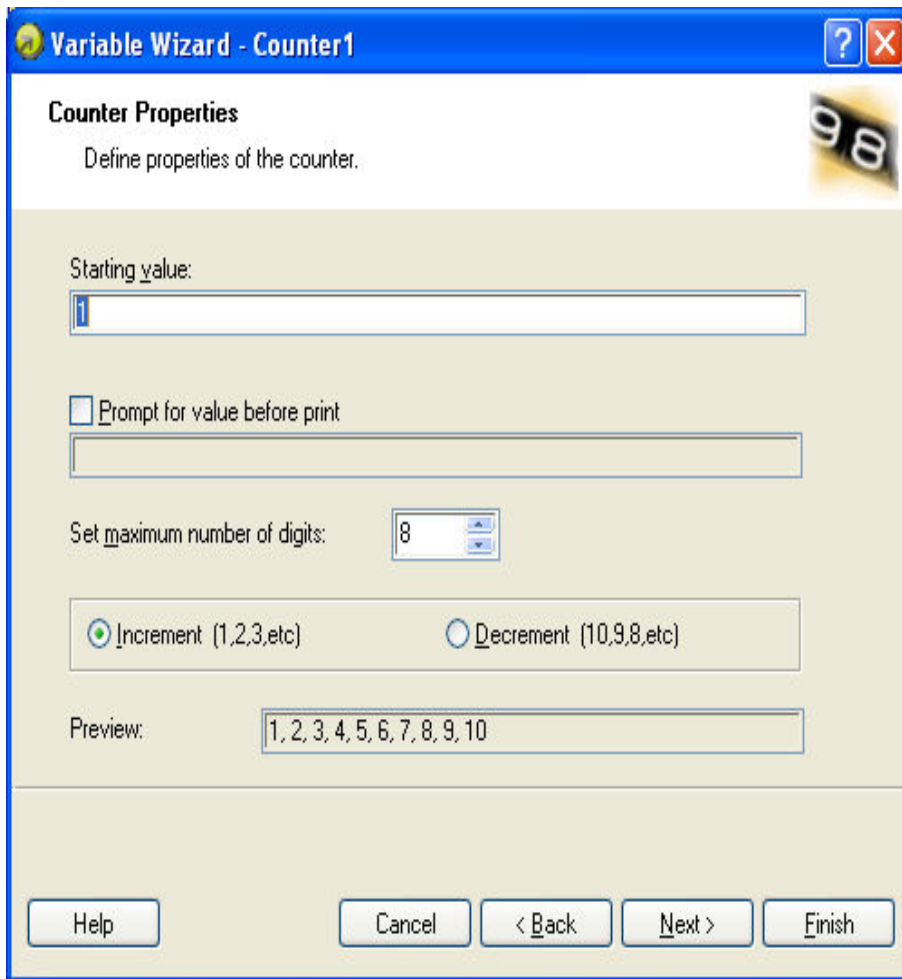 Variable Wizard - Counter1
Counter Properties
98
Define properties of the counter.
Starting value:
1
Prompt for value before print
Set maximum number of digits: 8
Increment (1,2,3,etc) Decrement (10,9,8,etc)
Preview: 1, 2, 3, 4, 5, 6, 7, 8, 9, 10
Help Cancel < Back Next > Finish